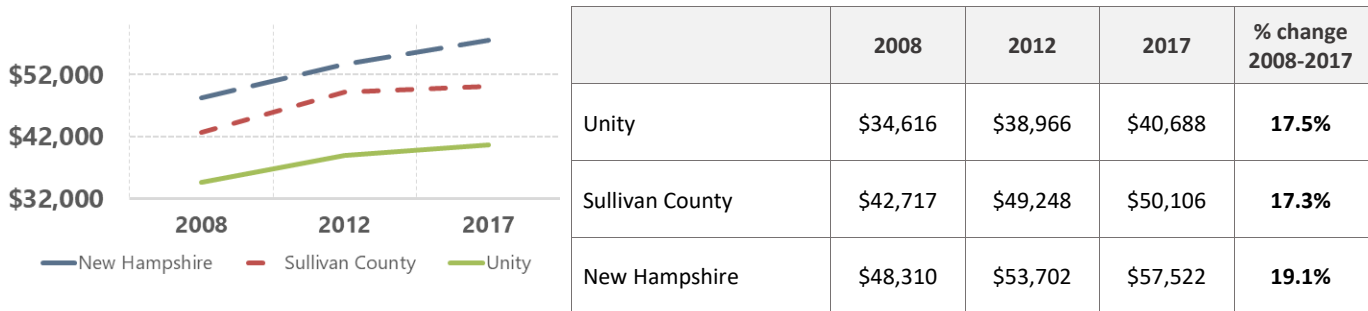 $52,000
$42,000
$32,000
2008 2012 2017
New Hampshire Sullivan County Unity
2008 2012 2017 % change
2008-2017
Unity $34,616 $38,966 $40,688 17.5%
Sullivan County $42,717 $49,248 $50,106 17.3%
New Hampshire $48,310 $53,702 $57,522 19.1%